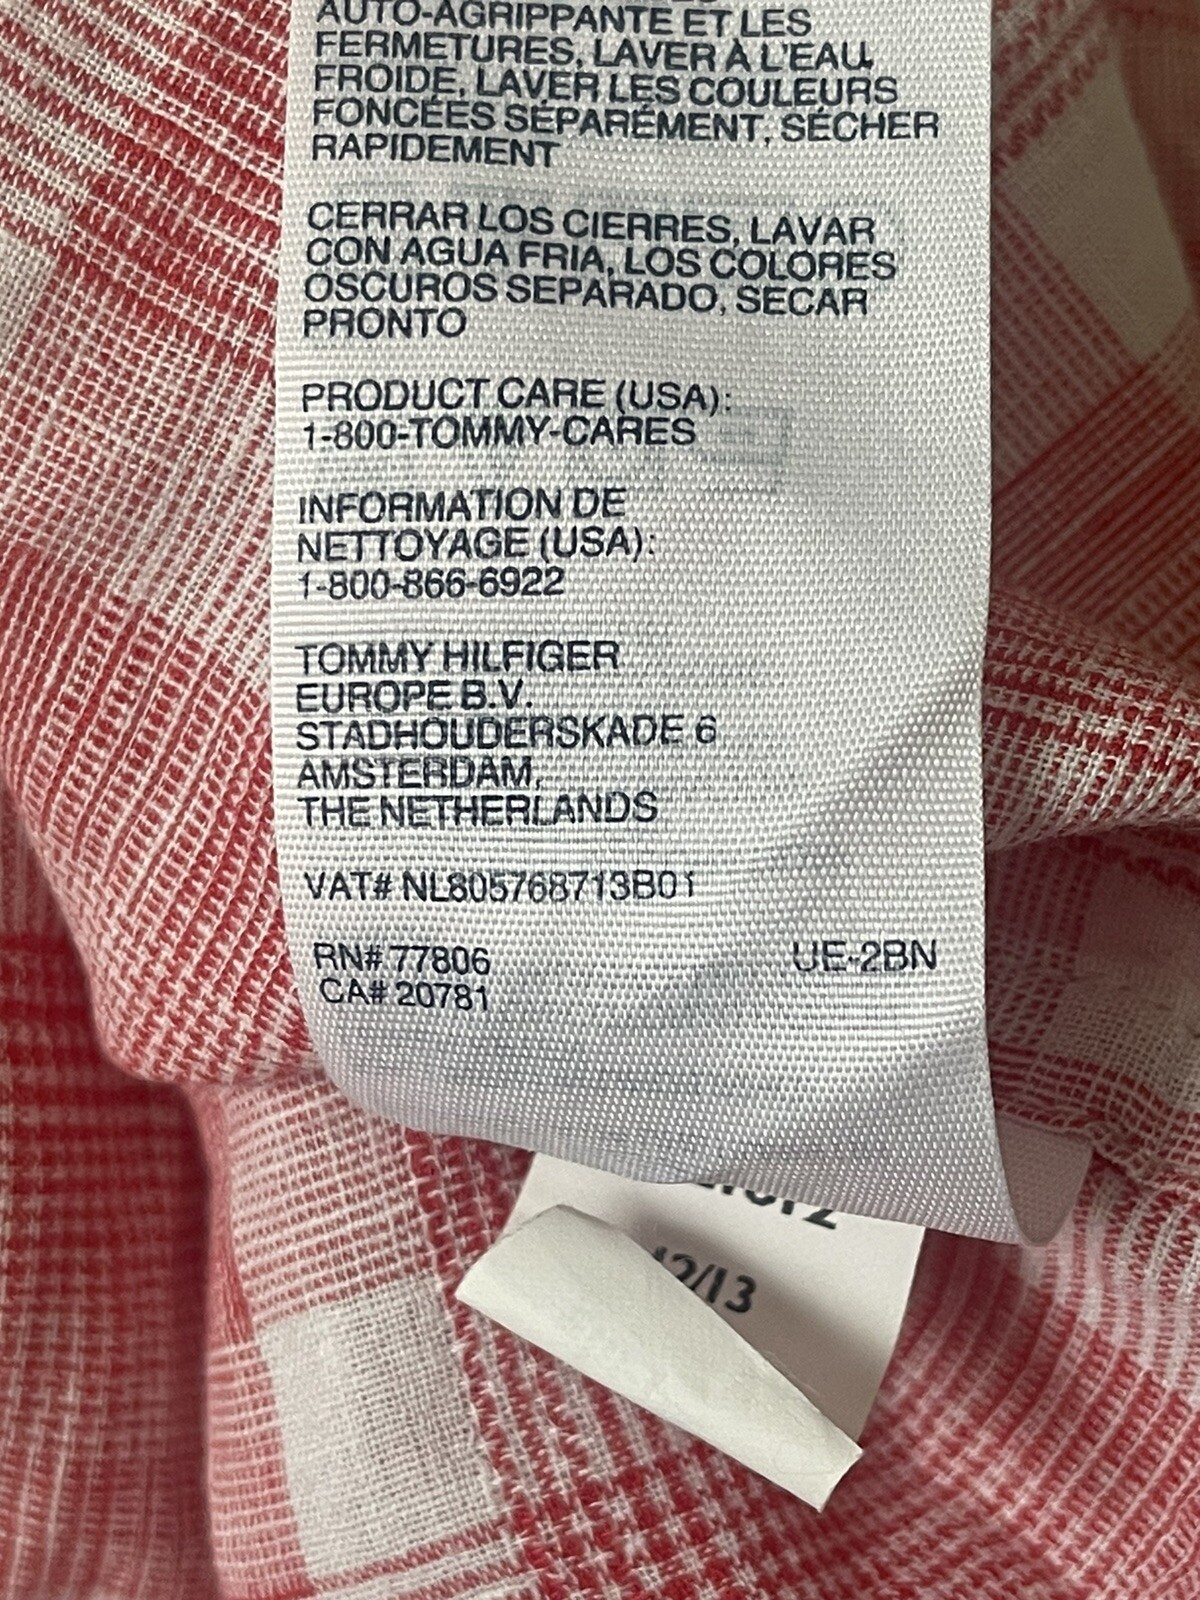 AUTO-AGRIPPANTE ET LES
FERMETURES, LAVER À L'EAU
FROIDE, LAVER LES COULEURS
FONCÉES SÉPARÉMENT, SÉCHER
RAPIDEMENT
CERRAR LOS CIERRES, LAVAR
CON AGUA FRIA, LOS COLORES
OSCUROS SEPARADO, SECAR
PRONTO
PRODUCT CARE (USA):
1-800-TOMMY-CARES
INFORMATION DE
NETTOYAGE (USA):
1-800-866-6922
TOMMY HILFIGER
EUROPE B.V.
STADHOUDERSKADE 6
AMSTERDAM,
THE NETHERLANDS
VAT# NL805768713B01
RN# 77806 UE-2BN
CA# 20781
12/13